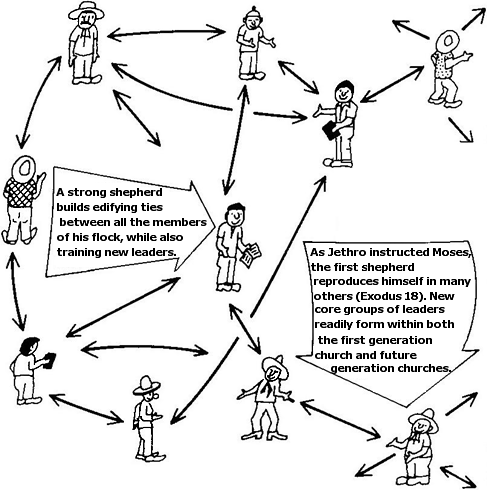 A strong shepherd
builds edifying ties
between all the members
of his flock, while also
training new leaders.
As Jethro instructed Moses,
the first shepherd
reproduces himself in many
others (Exodus 18). New
core groups of leaders
readily form within both
the first generation
church and future
generation churches.